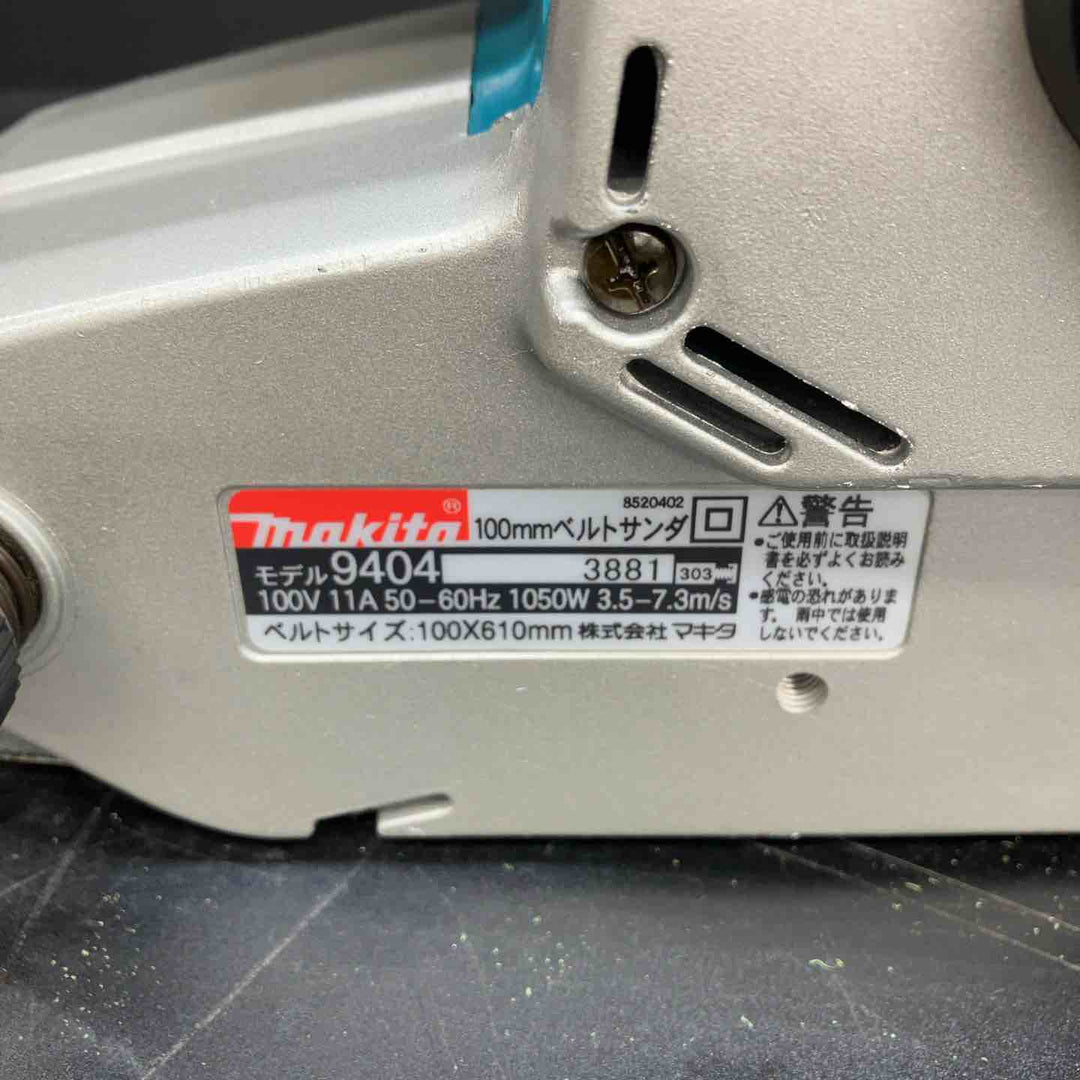 makita®
8520402
100mmベルトサンダ
モデル 9404 3881 303
100V 11A 50-60Hz 1050W 3.5-7.3m/s
ベルトサイズ:100X610mm 株式会社 マキタ
⚠警告
•ご使用前に取扱説明
書を必ずよくお読み
ください。
•感電の恐れがありま
す。 雨中では使用
しないでください。